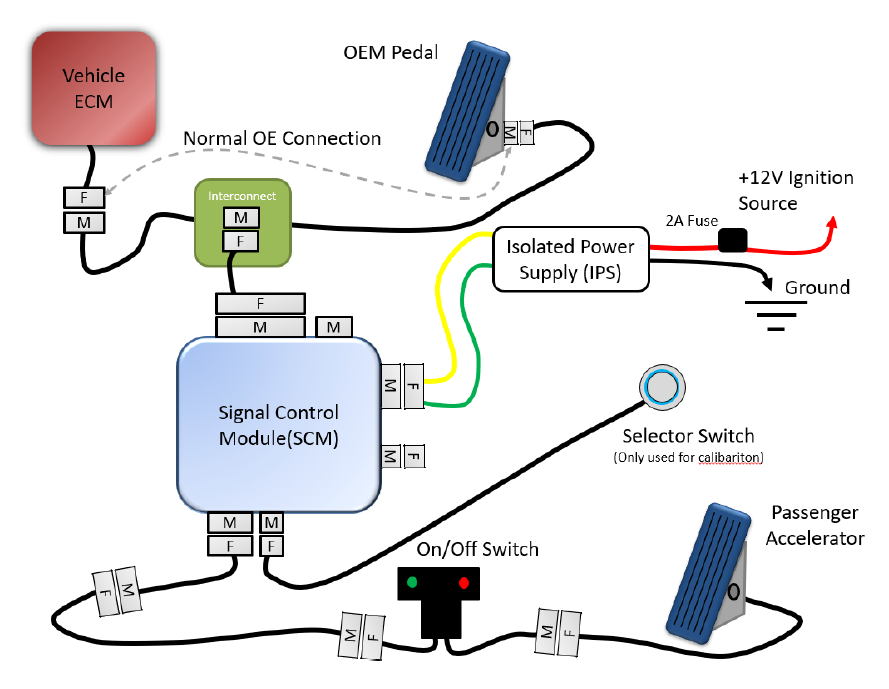 Vehicle
ECM
OEM Pedal
Normal OE Connection
M
F
F
M
Interconnect
M
F
+12V Ignition
Source
2A Fuse
Isolated Power
Supply (IPS)
Ground
F
M
M
Signal Control
Module(SCM)
M
F
M
F
Selector Switch
(Only used for calibariton)
M
M
F
F
On/Off Switch
Passenger
Accelerator
F
M
M
F
M
F